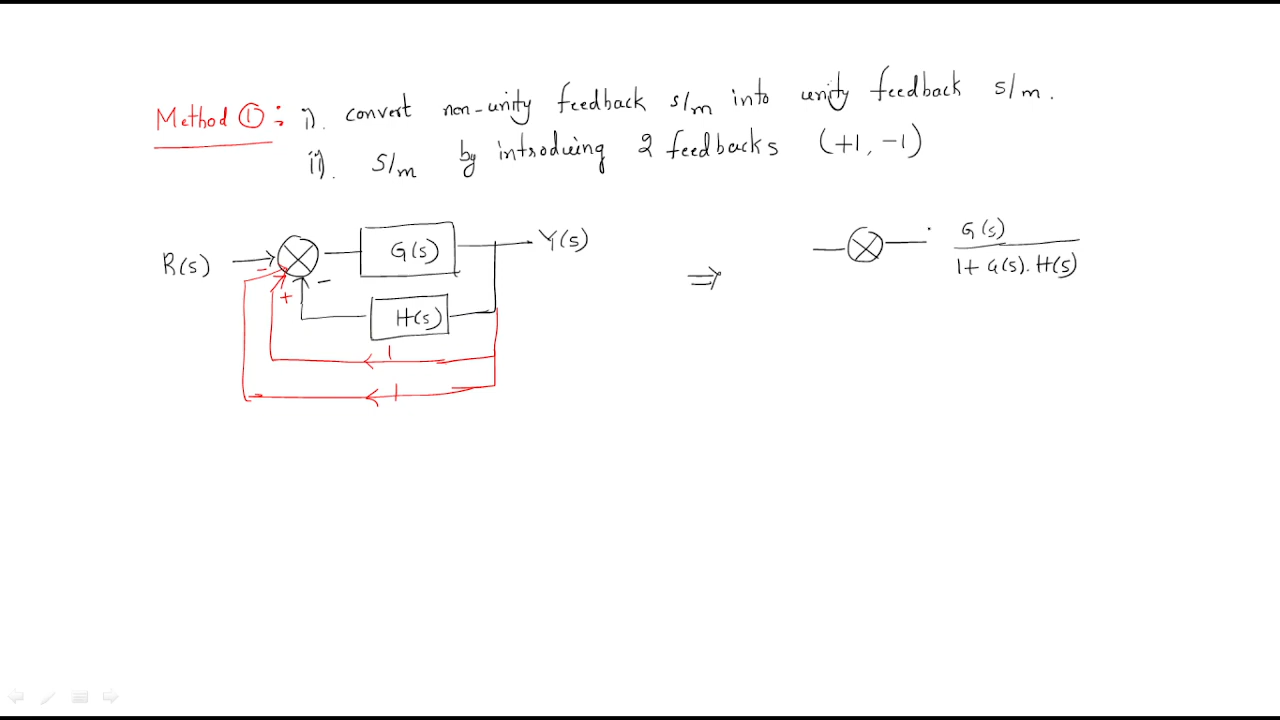 Method ① : i). convert non-unity feedback s/m into unity feedback s/m.
ii). S/m by introducing 2 feedbacks (+1, -1)
R(s)
-
+
-
G(s)
Y(s)
H(s)
1
1
⇒
G(s)
1+ G(s). H(s)